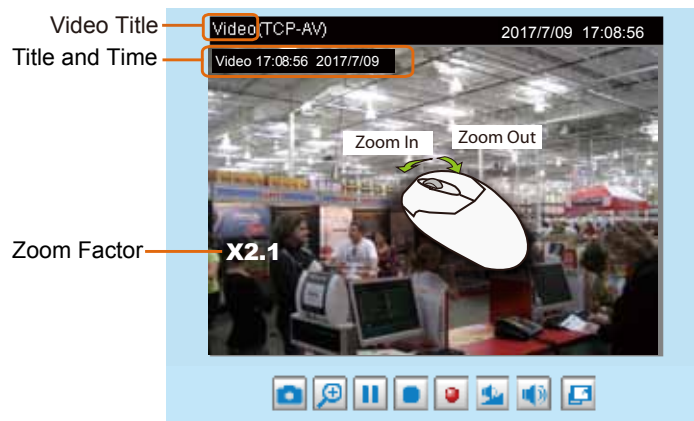 Video Title
Video(TCP-AV) 2017/7/09 17:08:56
Title and Time
Video 17:08:56 2017/7/09
Zoom In Zoom Out
Zoom Factor
X2.1